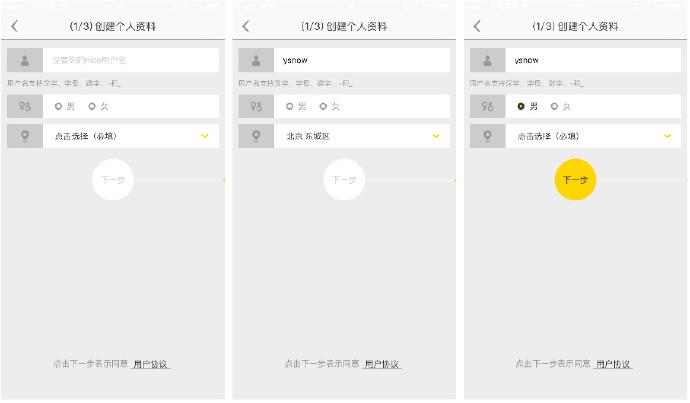 (1/3) 创建个人资料
设置你的nice用户名
用户名支持汉字、字母、数字、-和_
男 女
点击选择（必填）
下一步
点击下一步表示同意 用户协议
(1/3) 创建个人资料
ysnow
用户名支持汉字、字母、数字、-和_
男 女
北京 东城区
下一步
点击下一步表示同意 用户协议
(1/3) 创建个人资料
ysnow
用户名支持汉字、字母、数字、-和_
男 女
点击选择（必填）
下一步
点击下一步表示同意 用户协议